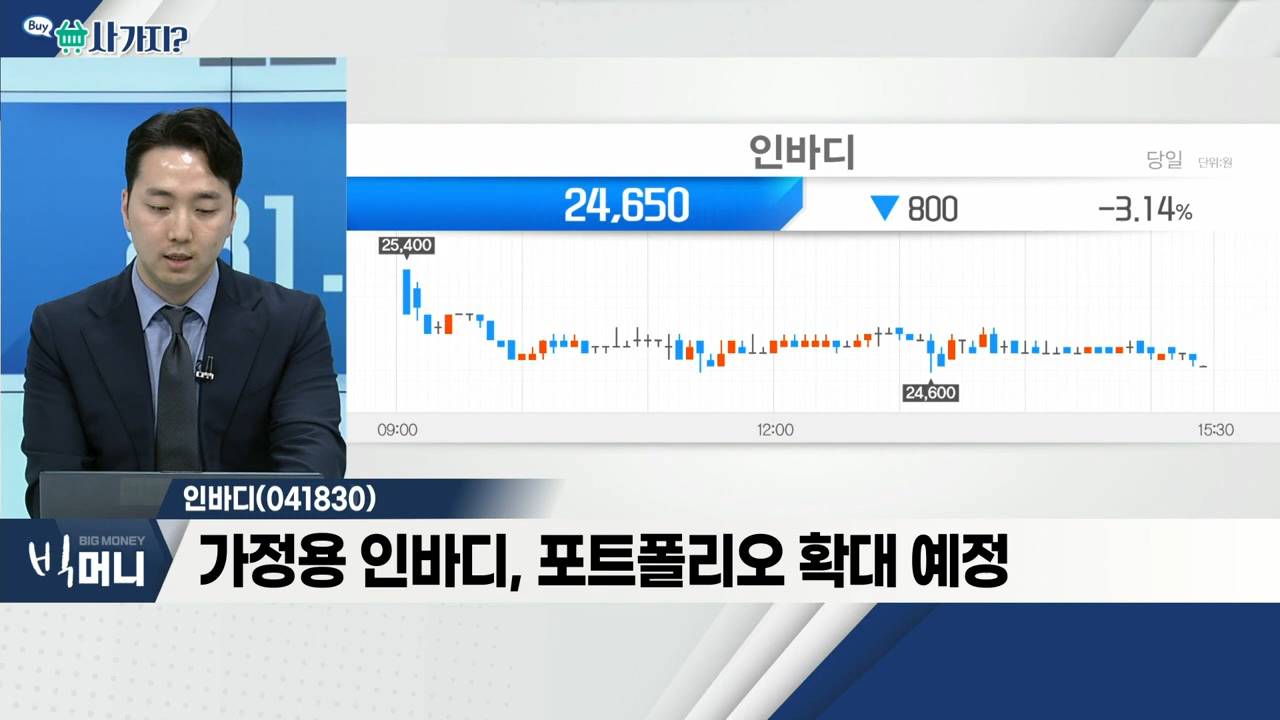 Buy
사가지?
31.
인바디
당일 단위:원
24,650 ▼ 800 -3.14%
25,400
24,600
09:00 12:00 15:30
인바디(041830)
BIG MONEY
빅머니
가정용 인바디, 포트폴리오 확대 예정